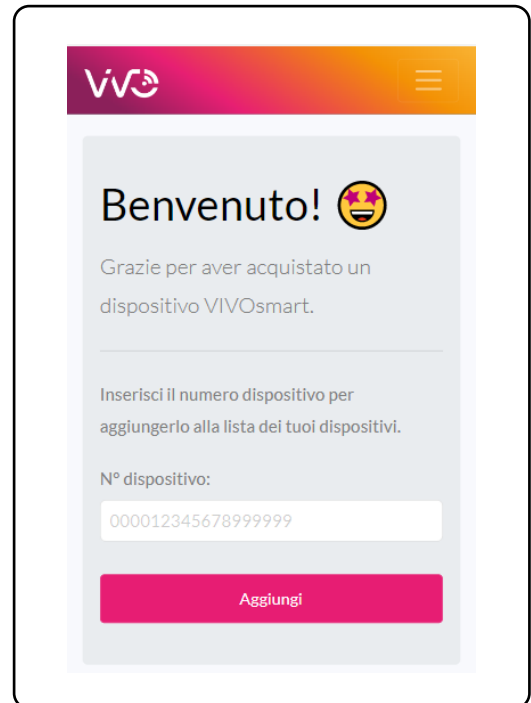 ViVO
Benvenuto! 🤩
Grazie per aver acquistato un
dispositivo VIVOsmart.
Inserisci il numero dispositivo per
aggiungerlo alla lista dei tuoi dispositivi.
N° dispositivo:
000012345678999999
Aggiungi